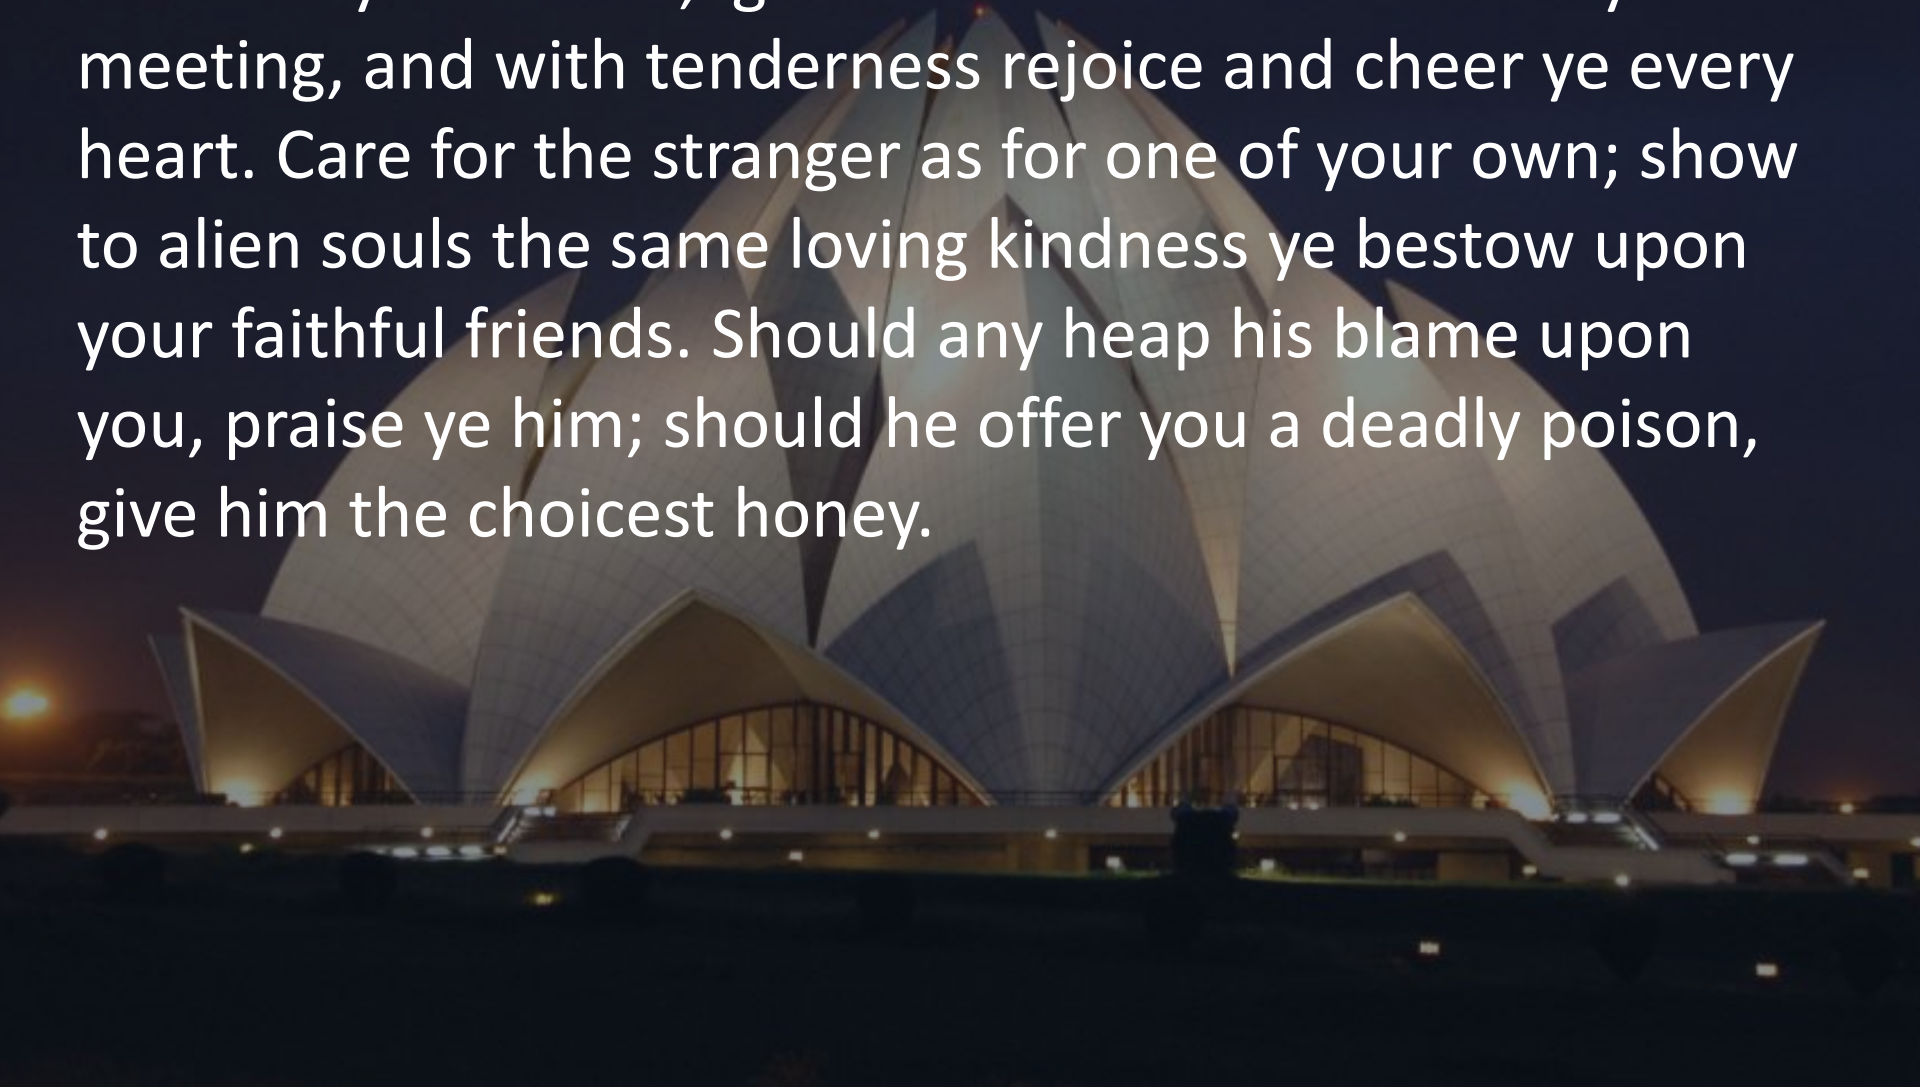 meeting, and with tenderness rejoice and cheer ye every
heart. Care for the stranger as for one of your own; show
to alien souls the same loving kindness ye bestow upon
your faithful friends. Should any heap his blame upon
you, praise ye him; should he offer you a deadly poison,
give him the choicest honey.